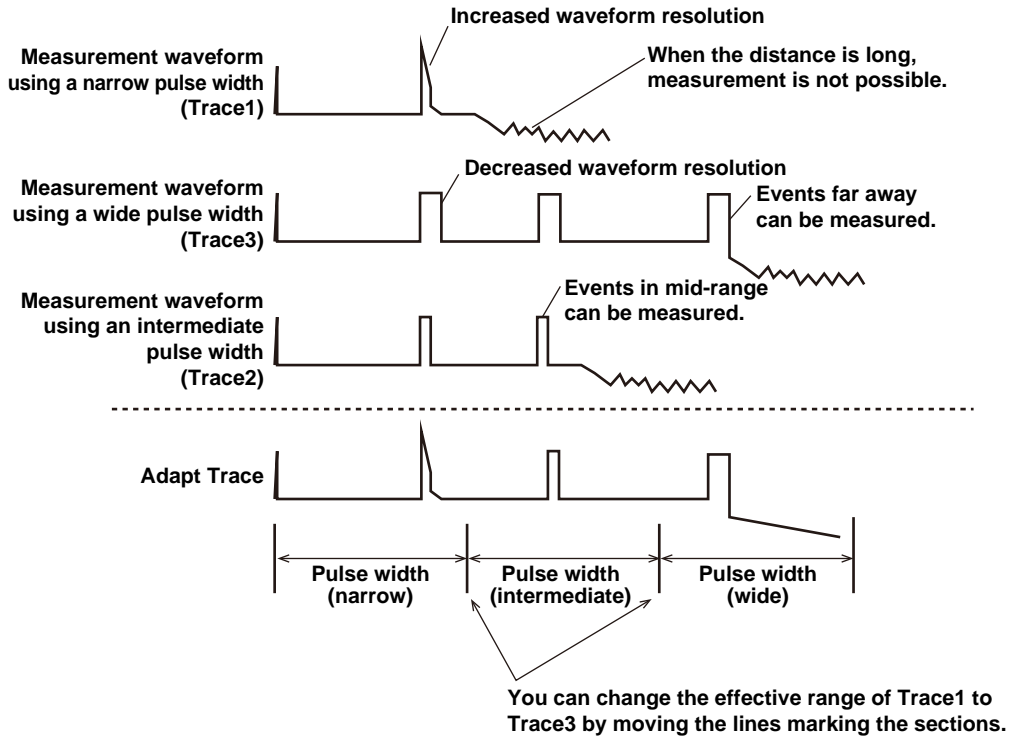 Increased waveform resolution
Measurement waveform
using a narrow pulse width
(Trace1)
When the distance is long,
measurement is not possible.
Decreased waveform resolution
Measurement waveform
using a wide pulse width
(Trace3)
Events far away
can be measured.
Measurement waveform
using an intermediate
pulse width
(Trace2)
Events in mid-range
can be measured.
Adapt Trace
Pulse width
(narrow)
Pulse width
(intermediate)
Pulse width
(wide)
You can change the effective range of Trace1 to
Trace3 by moving the lines marking the sections.